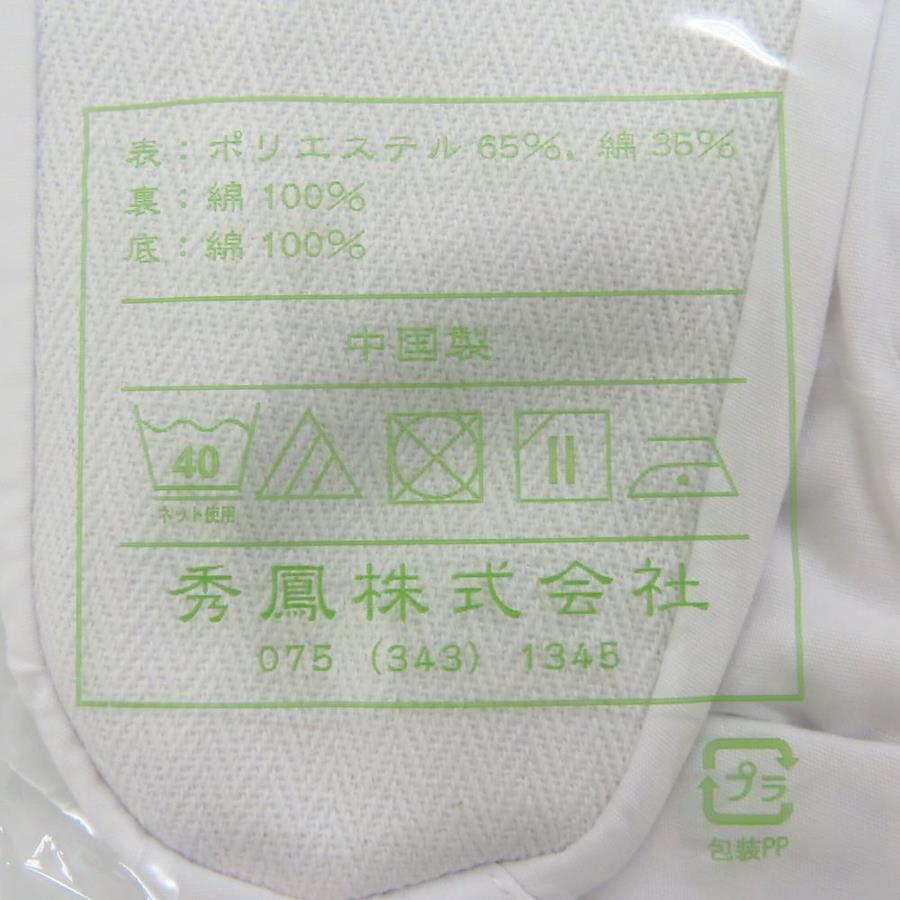 表：ポリエステル 65%. 綿 35%
裏：綿 100%
底：綿 100%
中国製
40
ネット使用
秀鳳株式会社
075 (343) 1345
プラ
包装PP